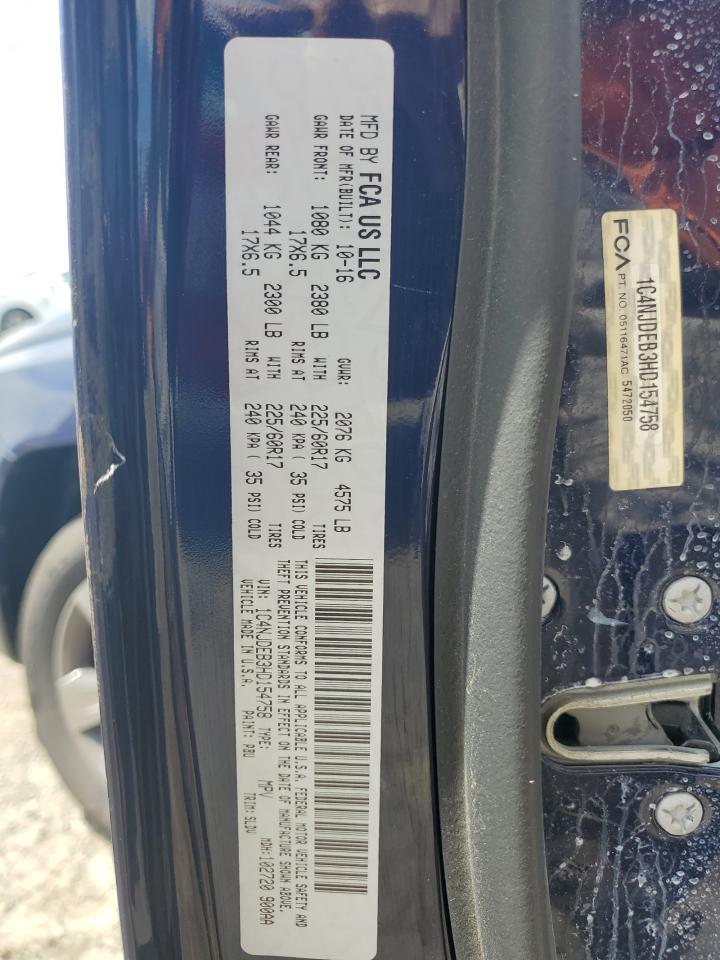 MFD BY FCA US LLC
DATE OF MFR(BUILT): 10-16 GVWR: 2076 KG 4575 LB
GAWR FRONT: 1080 KG 2380 LB WITH 225/60R17 TIRES
17X6.5 RIMS AT 240 KPA ( 35 PSI) COLD
GAWR REAR: 1044 KG 2300 LB WITH 225/60R17 TIRES
17X6.5 RIMS AT 240 KPA ( 35 PSI) COLD
THIS VEHICLE CONFORMS TO ALL APPLICABLE U.S.A. FEDERAL MOTOR VEHICLE SAFETY AND
THEFT PREVENTION STANDARDS IN EFFECT ON THE DATE OF MANUFACTURE SHOWN ABOVE.
VIN: 1C4NJDEB3HD154758 TYPE: MPV MDH:102720 900AA
VEHICLE MADE IN U.S.A. PAINT: PBU TRIM: SLDV
1C4NJDEB3HD154758
FCA PT. NO. 05116471AC 5472050